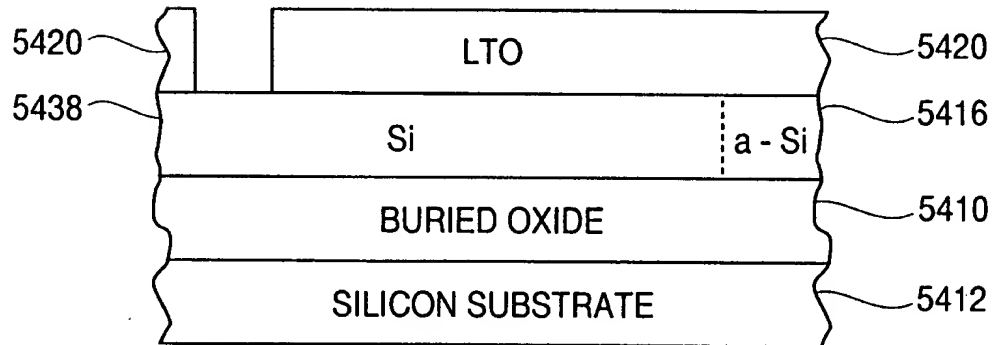 5420
LTO
5420
5438
Si
a - Si
5416
BURIED OXIDE
5410
SILICON SUBSTRATE
5412